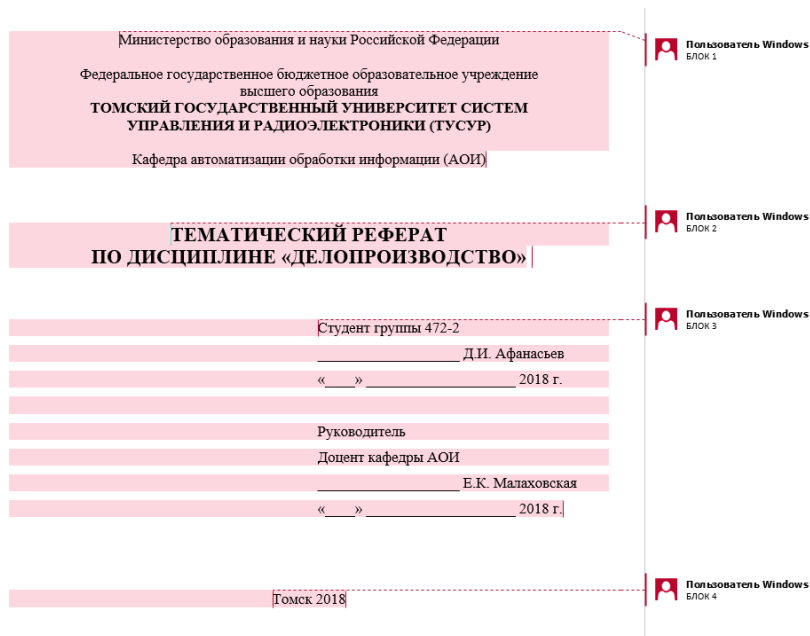 Министерство образования и науки Российской Федерации
Пользователь Windows
БЛОК 1
Федеральное государственное бюджетное образовательное учреждение
высшего образования
ТОМСКИЙ ГОСУДАРСТВЕННЫЙ УНИВЕРСИТЕТ СИСТЕМ
УПРАВЛЕНИЯ И РАДИОЭЛЕКТРОНИКИ (ТУСУР)
Кафедра автоматизации обработки информации (АОИ)
Пользователь Windows
БЛОК 2
ТЕМАТИЧЕСКИЙ РЕФЕРАТ
ПО ДИСЦИПЛИНЕ «ДЕЛОПРОИЗВОДСТВО»
Пользователь Windows
БЛОК 3
Студент группы 472-2
___________________ Д.И. Афанасьев
«____» ____________________ 2018 г.
Руководитель
Доцент кафедры АОИ
___________________ Е.К. Малаховская
«____» ____________________ 2018 г.
Пользователь Windows
БЛОК 4
Томск 2018